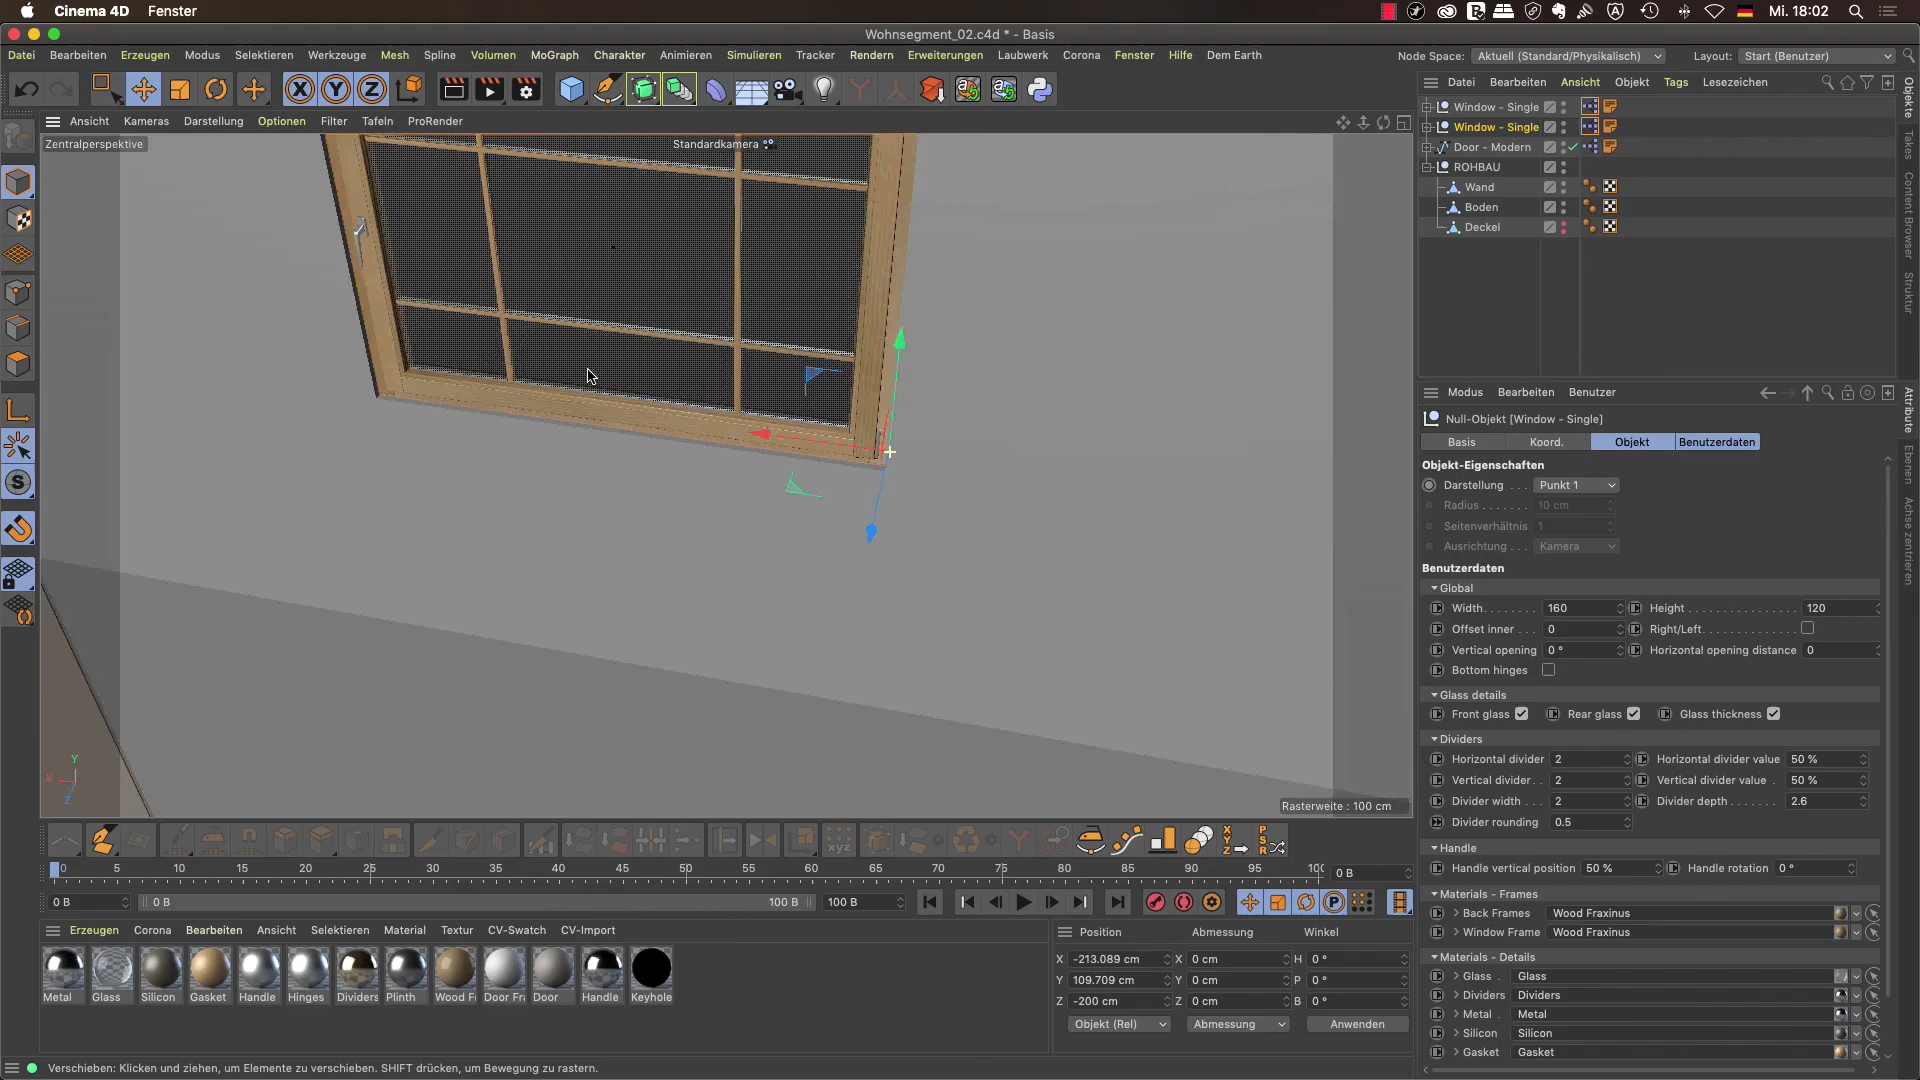 Cinema 4D Fenster Mi. 18:02
Wohnsegment_02.c4d * - Basis
Datei Bearbeiten Erzeugen Modus Selektieren Werkzeuge Mesh Spline Volumen MoGraph Charakter Animieren Simulieren Tracker Rendern Erweiterungen Laubwerk Corona Fenster Hilfe Dem Earth Node Space: Aktuell (Standard/Physikalisch) Layout: Start (Benutzer)
X Y Z
Datei Bearbeiten Ansicht Objekt Tags Lesezeichen
Window - Single
Window - Single
Door - Modern
ROHBAU
Wand
Boden
Deckel
Objekte
Takes
Content Browser
Struktur
Ansicht Kameras Darstellung Optionen Filter Tafeln ProRender
Zentralperspektive Standardkamera
Y
X
Z
Rasterweite : 100 cm
Modus Bearbeiten Benutzer
Null-Objekt [Window - Single]
Basis Koord. Objekt Benutzerdaten
Objekt-Eigenschaften
Darstellung . . . Punkt 1
Radius . . . . . . . 10 cm
Seitenverhältnis 1
Ausrichtung . . . Kamera
Benutzerdaten
Global
Width. . . . . . . . 160 Height . . . . . . . . . . . . . . . . 120
Offset inner . . . 0 Right/Left. . . . . . . . . . . . .
Vertical opening 0 ° Horizontal opening distance 0
Bottom hinges
Glass details
Front glass Rear glass Glass thickness
Dividers
Horizontal divider 2 Horizontal divider value 50 %
Vertical divider. . 2 Vertical divider value . 50 %
Divider width . . . 2 Divider depth. . . . . . . 2.6
Divider rounding 0.5
Handle
Handle vertical position 50 % Handle rotation 0 °
Materials - Frames
Back Frames Wood Fraxinus
Window Frame Wood Fraxinus
Materials - Details
Glass . Glass
Dividers Dividers
Metal . Metal
Silicon Silicon
Gasket Gasket
Attribute
Ebenen
Achse zentrieren
0 5 10 15 20 25 30 35 40 45 50 55 60 65 70 75 80 85 90 95 100 0 B
0 B 0 B 100 B 100 B
Erzeugen Corona Bearbeiten Ansicht Selektieren Material Textur CV-Swatch CV-Import
Metal Glass Silicon Gasket Handle Hinges Dividers Plinth Wood Fr Door Fra Door Handle Keyhole
Position Abmessung Winkel
X -213.089 cm X 0 cm H 0 °
Y 109.709 cm Y 0 cm P 0 °
Z -200 cm Z 0 cm B 0 °
Objekt (Rel) Abmessung Anwenden
Verschieben: Klicken und ziehen, um Elemente zu verschieben. SHIFT drücken, um Bewegung zu rastern.